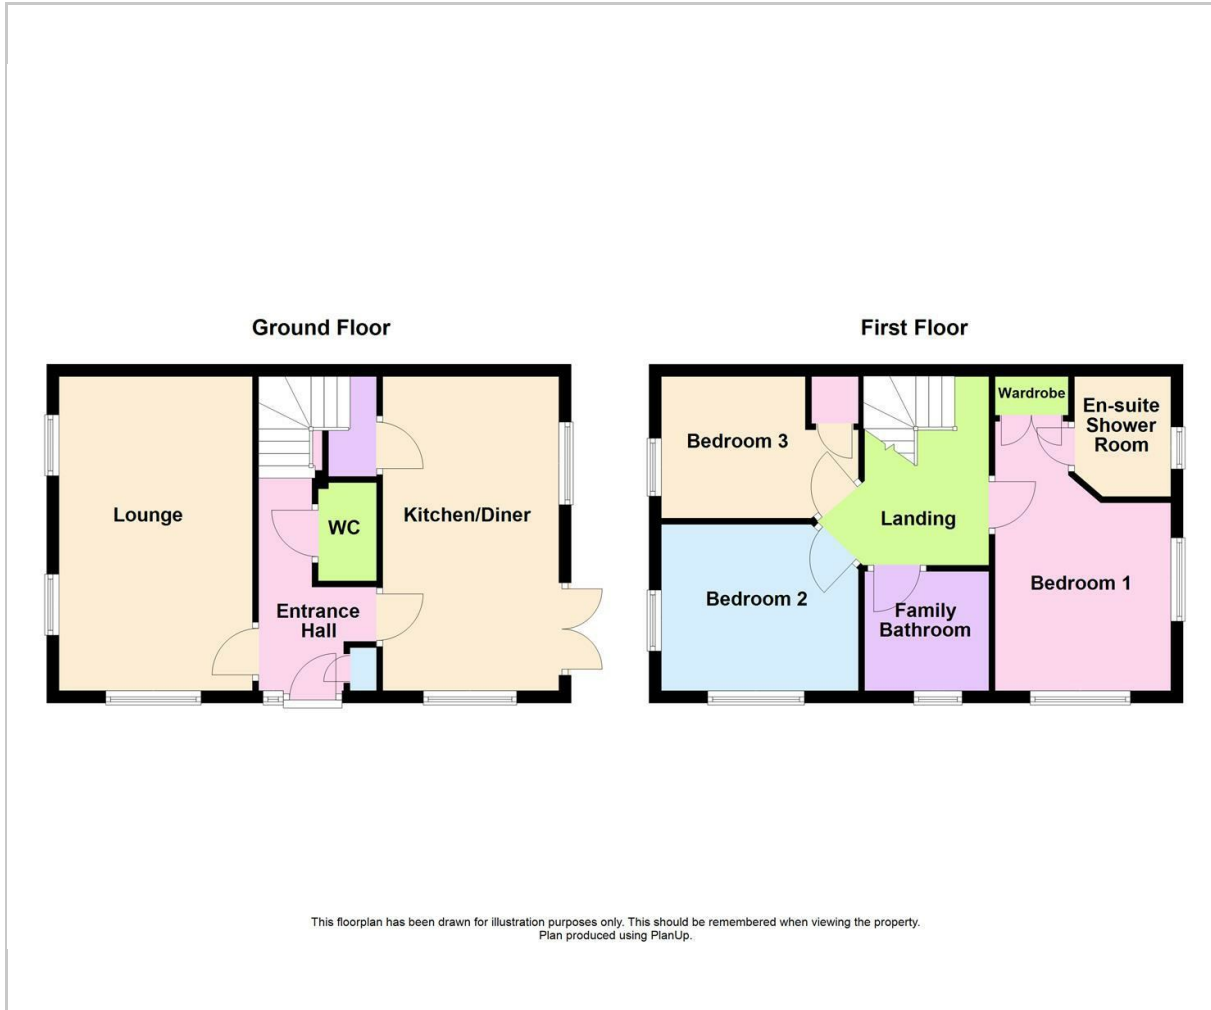 Ground Floor
First Floor
Lounge
WC
Kitchen/Diner
Entrance
Hall
Bedroom 3
Wardrobe
En-suite
Shower
Room
Landing
Bedroom 2
Bedroom 1
Family
Bathroom
This floorplan has been drawn for illustration purposes only. This should be remembered when viewing the property.
Plan produced using PlanUp.